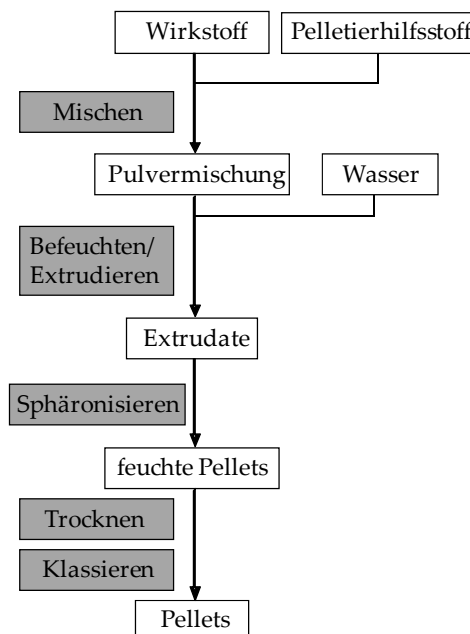 Wirkstoff
Pelletierhilfsstoff
Mischen
Pulvermischung
Wasser
Befeuchten/
Extrudieren
Extrudate
Sphäronisieren
feuchte Pellets
Trocknen
Klassieren
Pellets